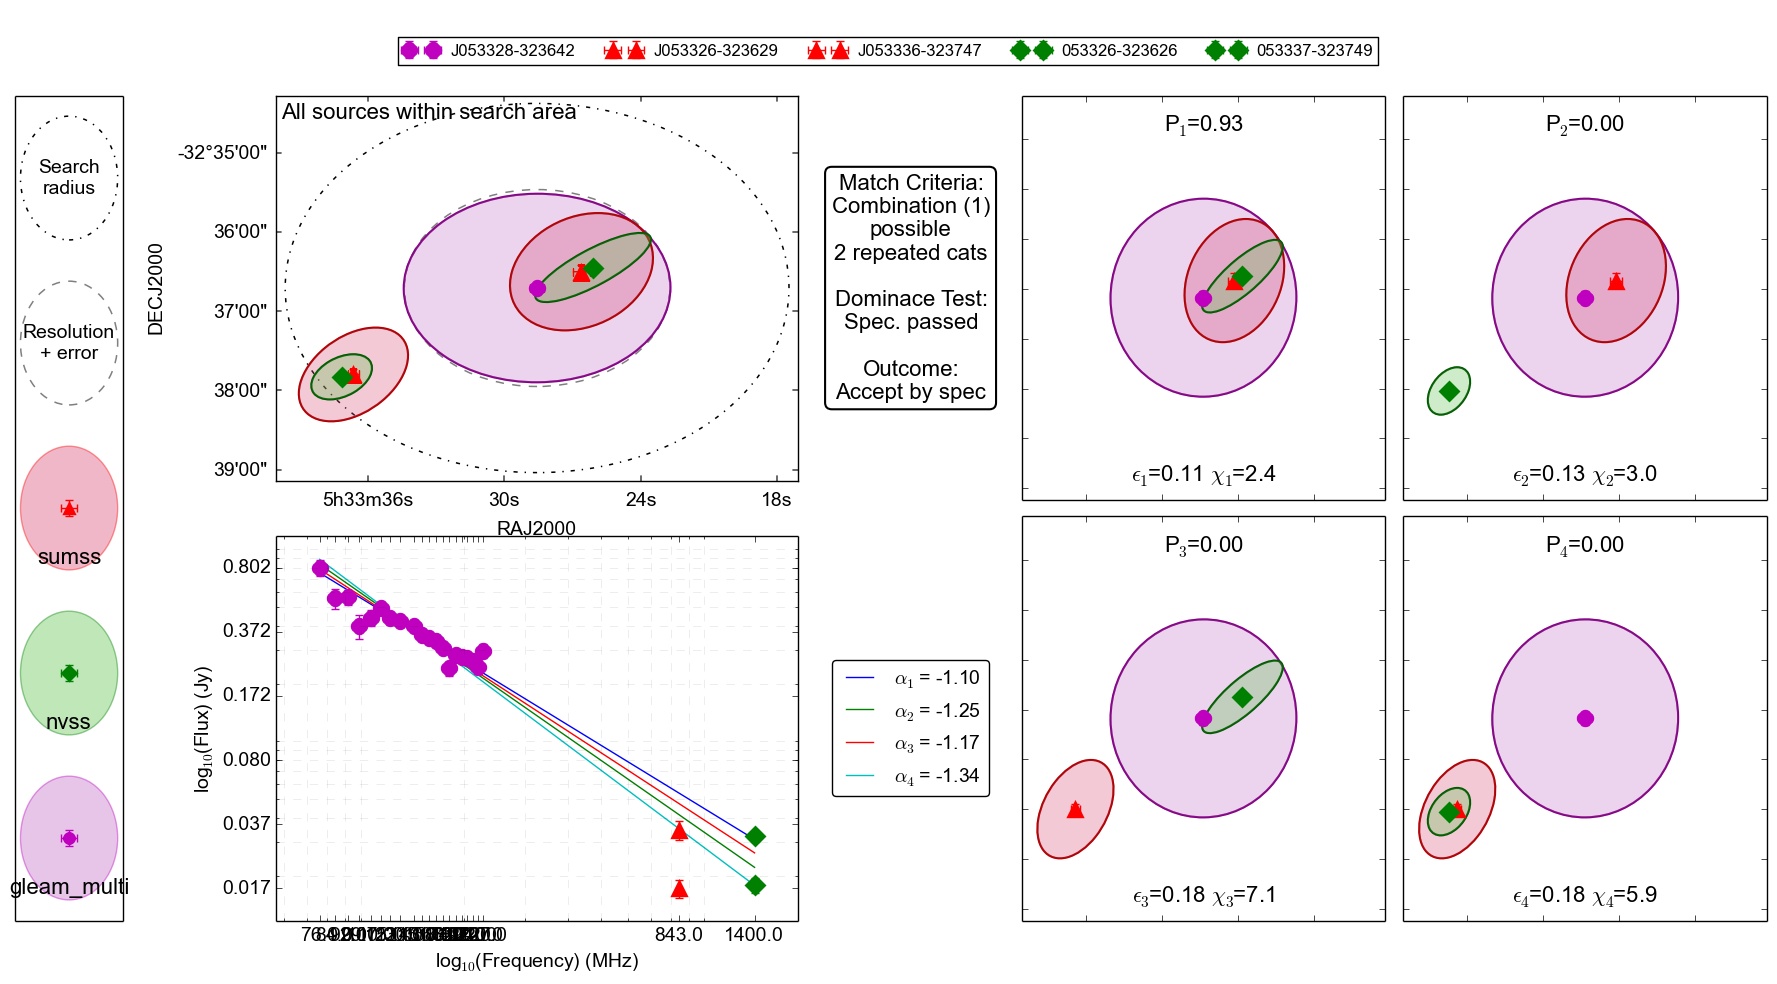 J053328-323642 J053326-323629 J053336-323747 053326-323626 053337-323749
Search
radius
Resolution
+ error
sumss
nvss
gleam_multi
All sources within search area
DECJ2000
-32°35'00"
36'00"
37'00"
38'00"
39'00"
5h33m36s 30s 24s 18s
RAJ2000
Match Criteria:
Combination (1)
possible
2 repeated cats
Dominace Test:
Spec. passed
Outcome:
Accept by spec
P1=0.93
ϵ1=0.11 χ1=2.4
P2=0.00
ϵ2=0.13 χ2=3.0
log10(Flux) (Jy)
0.802
0.372
0.172
0.080
0.037
0.017
843.0 1400.0
log10(Frequency) (MHz)
α1 = -1.10
α2 = -1.25
α3 = -1.17
α4 = -1.34
P3=0.00
ϵ3=0.18 χ3=7.1
P4=0.00
ϵ4=0.18 χ4=5.9